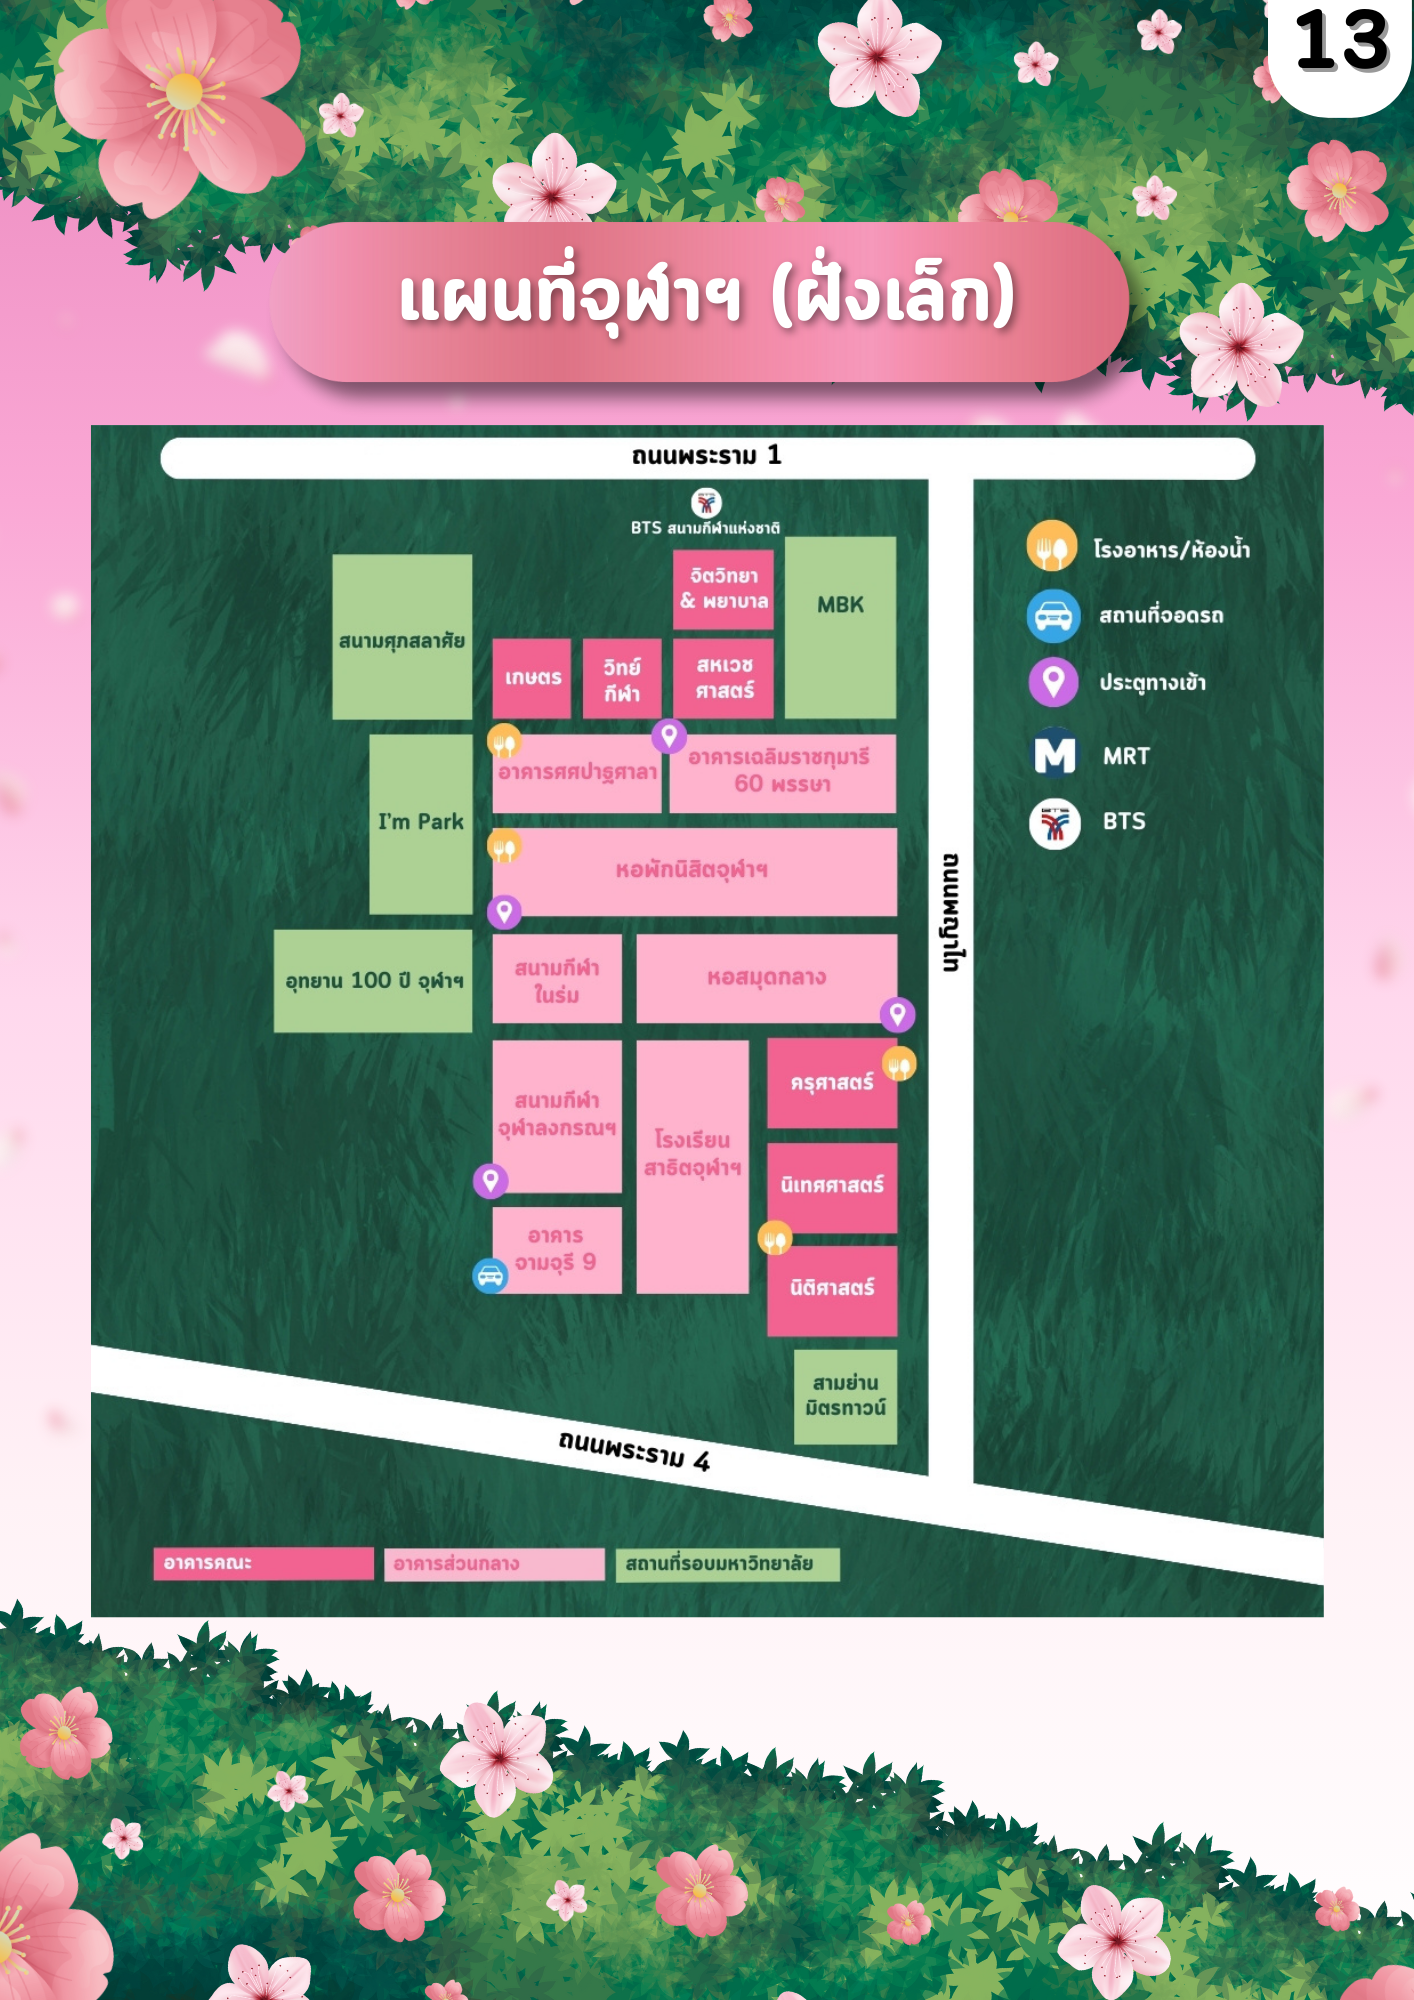 13
แผนที่จุฬาฯ (ฝั่งเล็ก)
ถนนพระราม 1
BTS สนามกีฬาแห่งชาติ
จิตวิทยา
& พยาบาล
MBK
สนามศุภสลาศัย
เกษตร
วิทย์
กีฬา
สหเวช
ศาสตร์
อาคารศศปาฐศาลา
อาคารเฉลิมราชกุมารี
60 พรรษา
I'm Park
หอพักนิสิตจุฬาฯ
อุทยาน 100 ปี จุฬาฯ
สนามกีฬา
ในร่ม
หอสมุดกลาง
สนามกีฬา
จุฬาลงกรณฯ
โรงเรียน
สาธิตจุฬาฯ
ครุศาสตร์
นิเทศศาสตร์
อาคาร
จามจุรี 9
นิติศาสตร์
สามย่าน
มิตรทาวน์
ถนนพญาไท
ถนนพระราม 4
โรงอาหาร/ห้องน้ำ
สถานที่จอดรถ
ประตูทางเข้า
M MRT
BTS
อาคารคณะ
อาคารส่วนกลาง
สถานที่รอบมหาวิทยาลัย